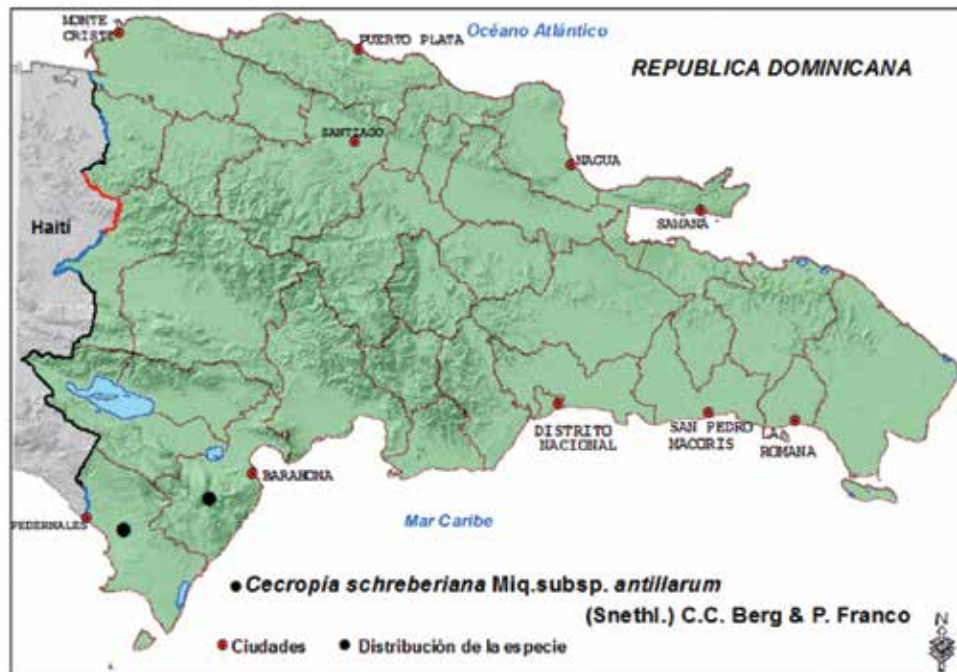 MONTE
CRISTI
PUERTO PLATA
Océano Atlántico
REPUBLICA DOMINICANA
SANTIAGO
NAGUA
SAMANA
Haití
DISTRITO
NACIONAL
SAN PEDRO
MACORIS
LA
ROMANA
BARAHONA
PEDERNALES
Mar Caribe
Cecropia schreberiana Miq.subsp. antillarum
(Snethl.) C.C. Berg & P. Franco
Ciudades
Distribución de la especie
N